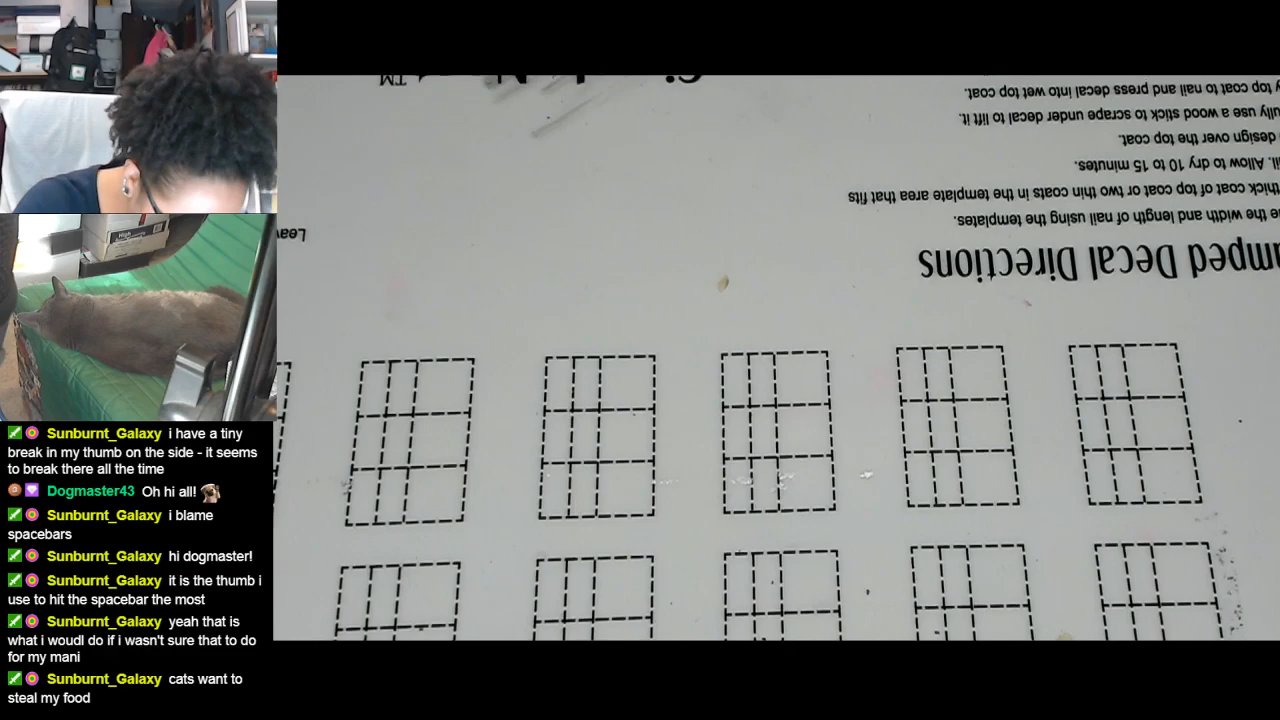 Sunburnt_Galaxy i have a tiny
break in my thumb on the side - it seems
to break there all the time
Dogmaster43 Oh hi all!
Sunburnt_Galaxy i blame
spacebars
Sunburnt_Galaxy hi dogmaster!
Sunburnt_Galaxy it is the thumb i
use to hit the spacebar the most
Sunburnt_Galaxy yeah that is
what i woudl do if i wasn't sure that to do
for my mani
Sunburnt_Galaxy cats want to
steal my food
amped Decal Directions
e the width and length of nail using the templates.
thick coat of top coat or two thin coats in the template area that fits
il. Allow to dry 10 to 15 minutes.
design over the top coat.
ully use a wood stick to scrape under decal to lift it.
y top coat to nail and press decal into wet top coat.
Leav
TM
High